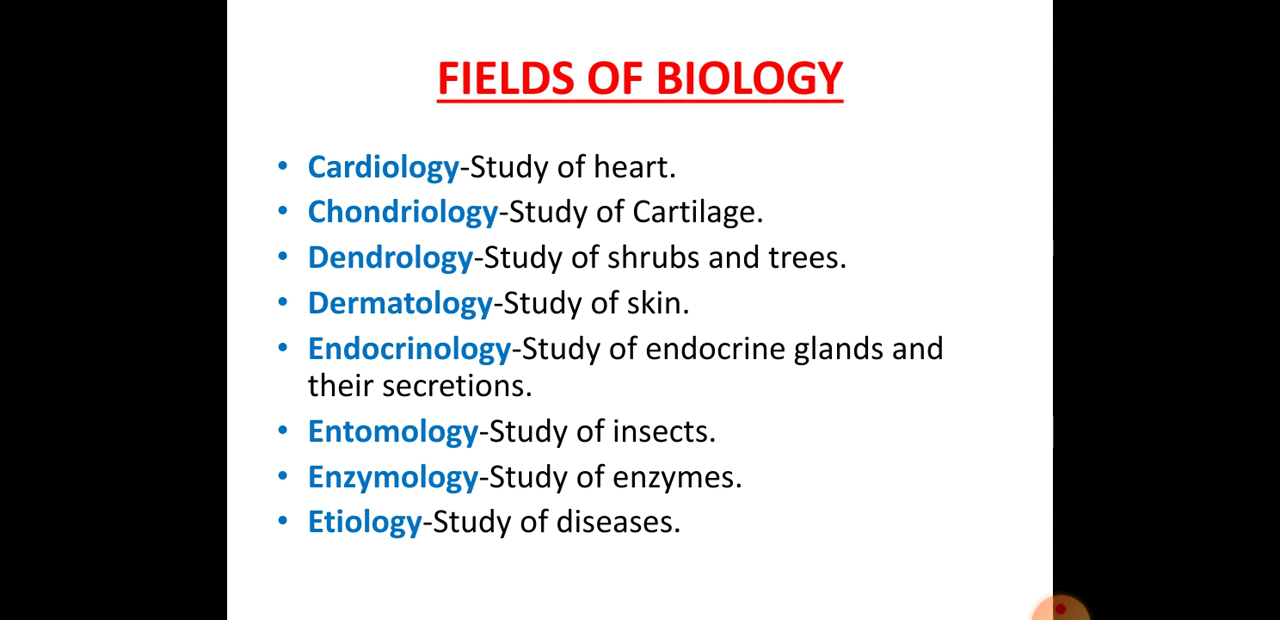 FIELDS OF BIOLOGY
• Cardiology-Study of heart.
• Chondriology-Study of Cartilage.
• Dendrology-Study of shrubs and trees.
• Dermatology-Study of skin.
• Endocrinology-Study of endocrine glands and
their secretions.
• Entomology-Study of insects.
• Enzymology-Study of enzymes.
• Etiology-Study of diseases.